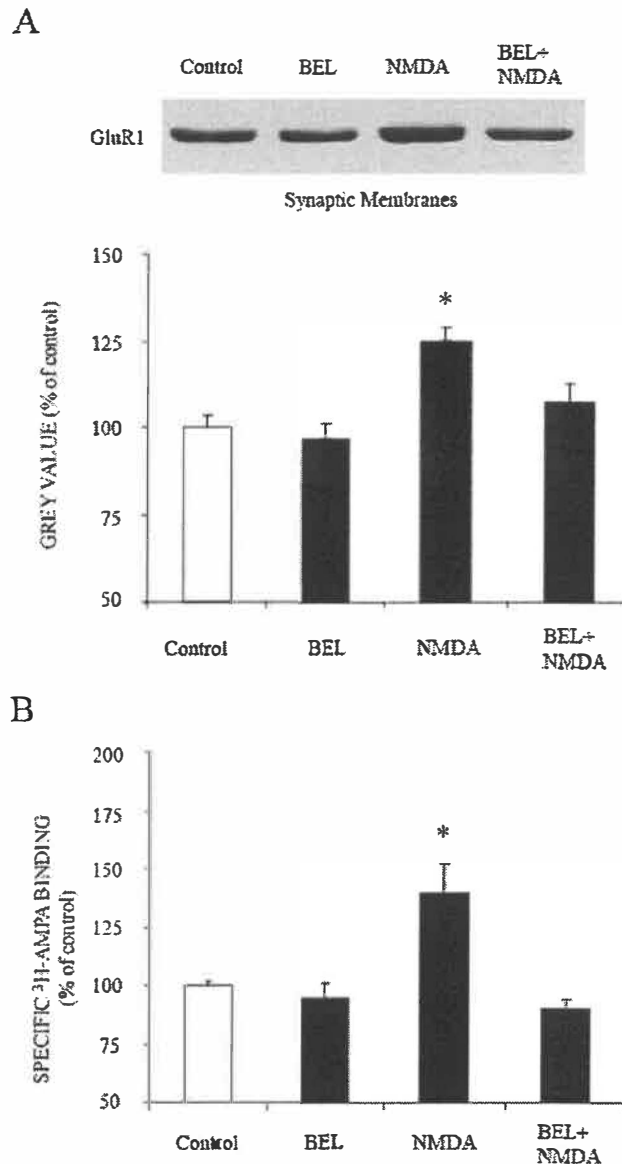 A
Control BEL NMDA BEL+
NMDA
GluR1
Synaptic Membranes
GREY VALUE (% of control)
150
*
125
100
75
50
Control BEL NMDA BEL+
NMDA
B
SPECIFIC ³H-AMPA BINDING
(% of control)
200
175
*
150
125
100
75
50
Control BEL NMDA BEL+
NMDA